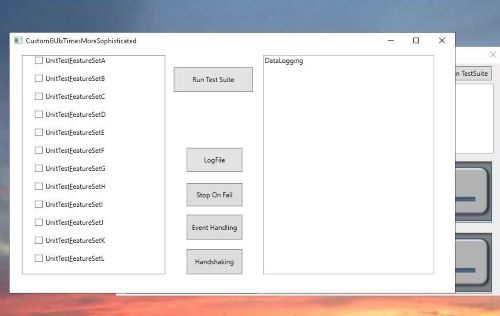 CustomGUIxTimesMoreSophisticated
UnitTestFeatureSetA
UnitTestFeatureSetB
UnitTestFeatureSetC
UnitTestFeatureSetD
UnitTestFeatureSetE
UnitTestFeatureSetF
UnitTestFeatureSetG
UnitTestFeatureSetH
UnitTestFeatureSetI
UnitTestFeatureSetJ
UnitTestFeatureSetK
UnitTestFeatureSetL
Run Test Suite
LogFile
Stop On Fail
Event Handling
Handshaking
DataLogging
n TestSuite